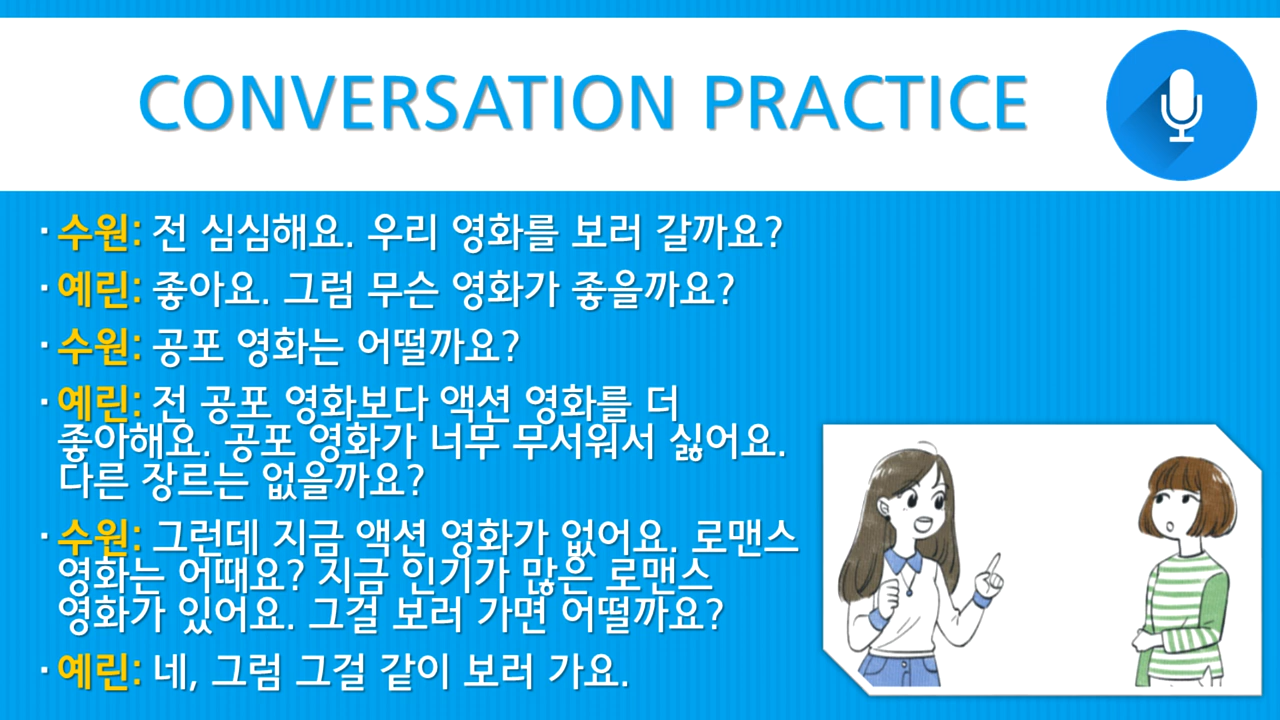 CONVERSATION PRACTICE
· 수원: 전 심심해요. 우리 영화를 보러 갈까요?
· 예린: 좋아요. 그럼 무슨 영화가 좋을까요?
· 수원: 공포 영화는 어떨까요?
· 예린: 전 공포 영화보다 액션 영화를 더
좋아해요. 공포 영화가 너무 무서워서 싫어요.
다른 장르는 없을까요?
· 수원: 그런데 지금 액션 영화가 없어요. 로맨스
영화는 어때요? 지금 인기가 많은 로맨스
영화가 있어요. 그걸 보러 가면 어떨까요?
· 예린: 네, 그럼 그걸 같이 보러 가요.